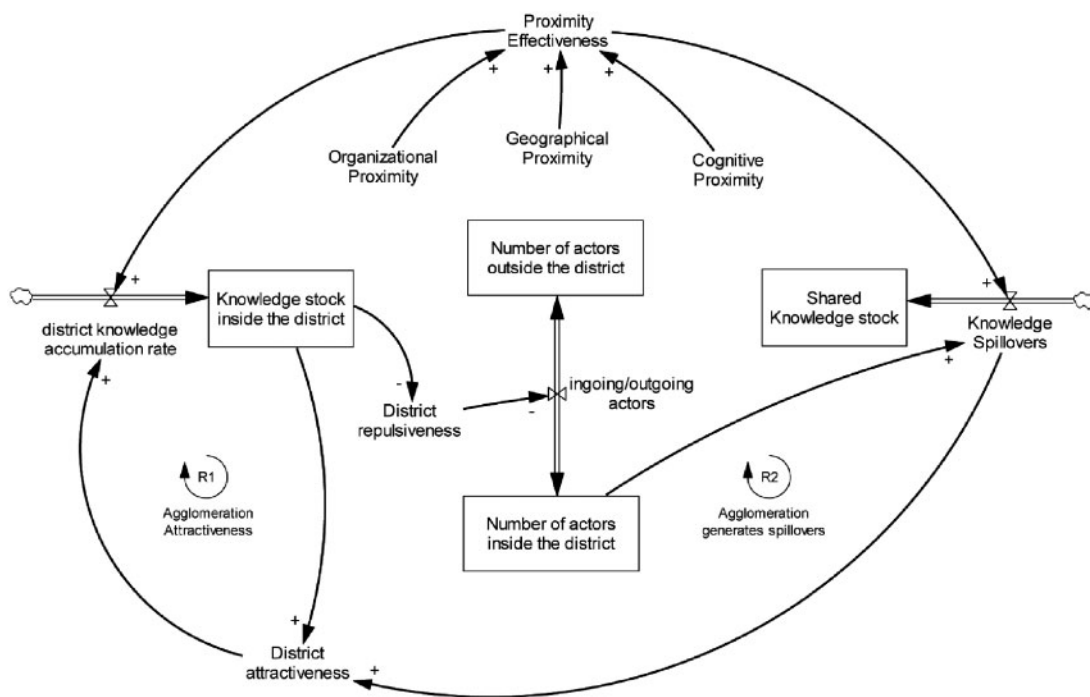 Proximity
Effectiveness
+
+
+
Organizational
Proximity
Geographical
Proximity
Cognitive
Proximity
Number of actors
outside the district
+
Knowledge stock
inside the district
district knowledge
accumulation rate
+
Shared
Knowledge stock
+
Knowledge
Spillovers
+
-
District
repulsiveness
-
ingoing/outgoing
actors
R1
Agglomeration
Attractiveness
R2
Agglomeration
generates spillovers
Number of actors
inside the district
+
District
attractiveness
+